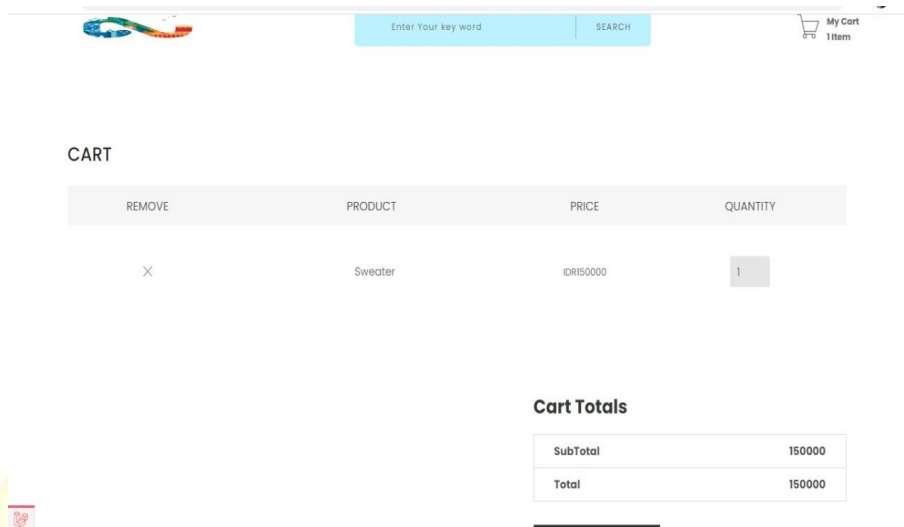 Enter Your key word SEARCH My Cart
1 Item
CART
REMOVE PRODUCT PRICE QUANTITY
Sweater IDR150000 1
Cart Totals
SubTotal 150000
Total 150000